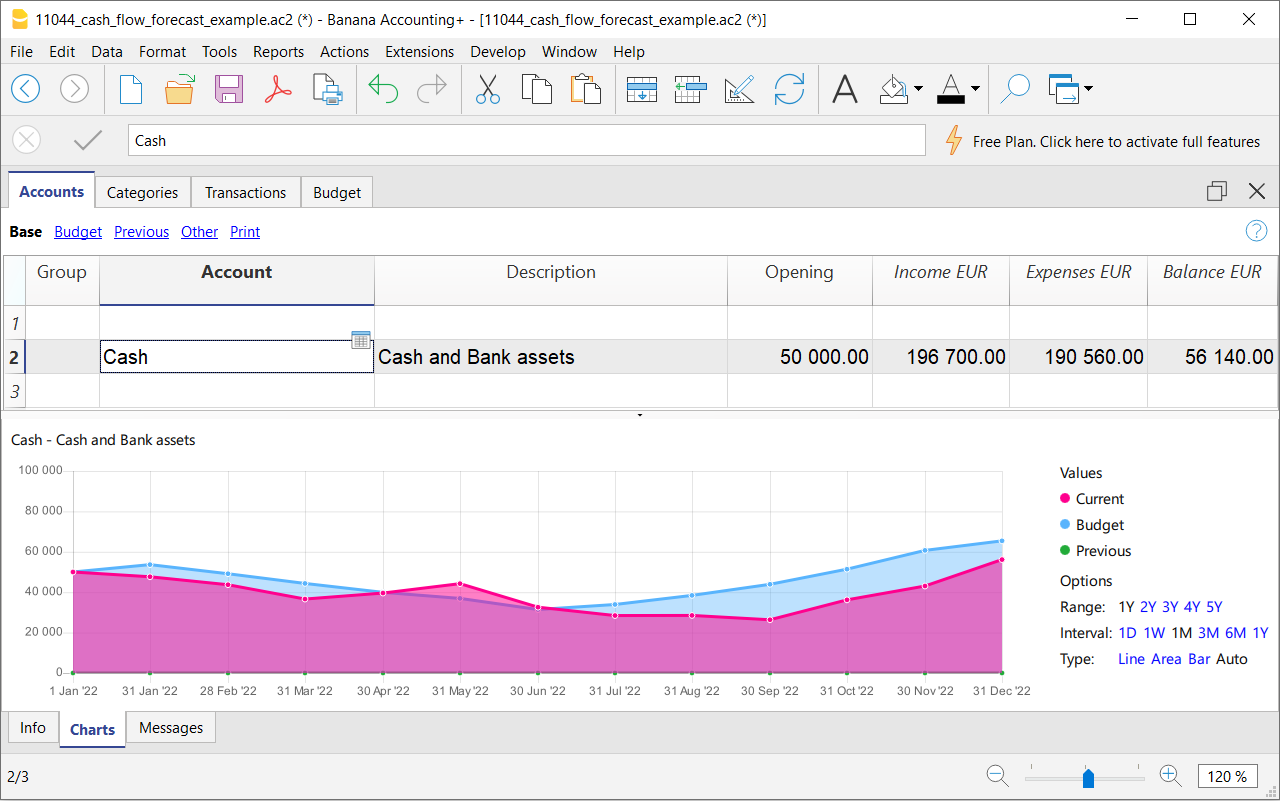 11044_cash_flow_forecast_example.ac2 (*) - Banana Accounting+ - [11044_cash_flow_forecast_example.ac2 (*)]
File Edit Data Format Tools Reports Actions Extensions Develop Window Help
Cash
Free Plan. Click here to activate full features
Accounts Categories Transactions Budget
Base Budget Previous Other Print
Group Account Description Opening Income EUR Expenses EUR Balance EUR
1
2 Cash Cash and Bank assets 50 000.00 196 700.00 190 560.00 56 140.00
3
Cash - Cash and Bank assets
100 000
80 000
60 000
40 000
20 000
0
1 Jan '22 31 Jan '22 28 Feb '22 31 Mar '22 30 Apr '22 31 May '22 30 Jun '22 31 Jul '22 31 Aug '22 30 Sep '22 31 Oct '22 30 Nov '22 31 Dec '22
Values
Current
Budget
Previous
Options
Range: 1Y 2Y 3Y 4Y 5Y
Interval: 1D 1W 1M 3M 6M 1Y
Type: Line Area Bar Auto
Info Charts Messages
2/3
120 %